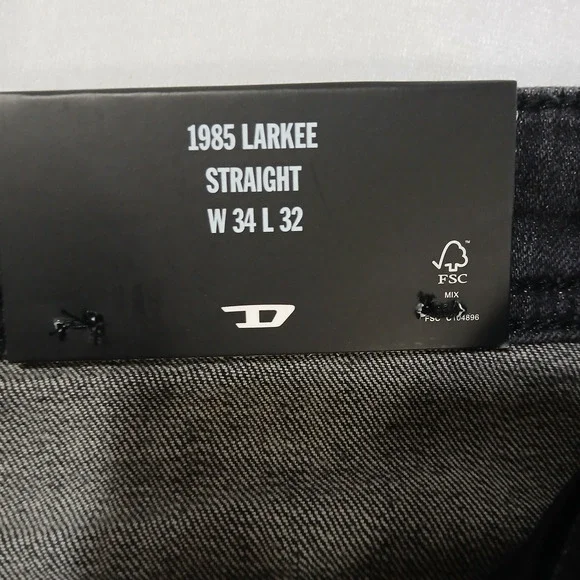 1985 LARKEE
STRAIGHT
W 34 L 32
FSC
MIX
FSC C104896